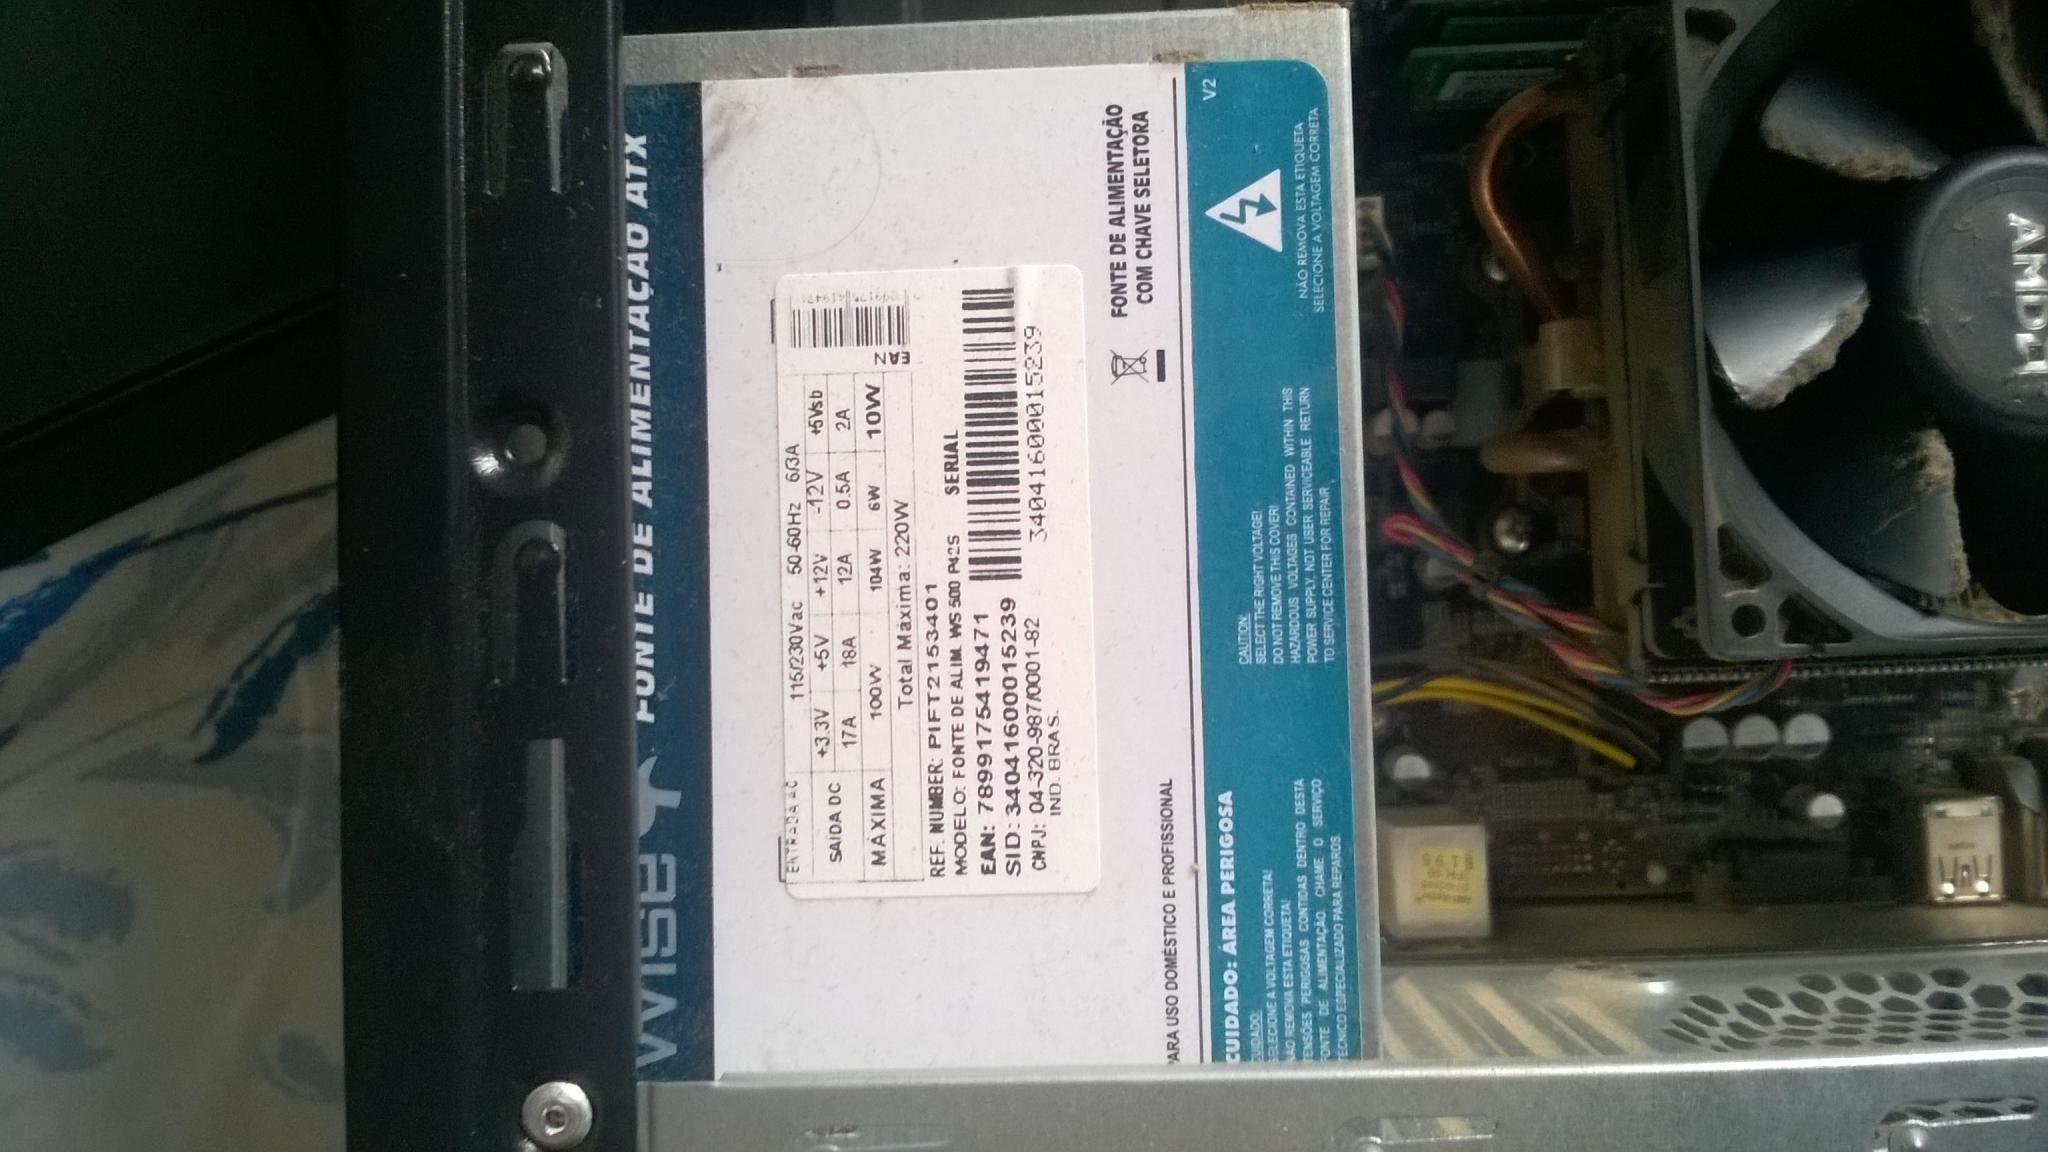 wise FONTE DE ALIMENTAÇÃO ATX
ENTRADA AC 115/230Vac 50-60Hz 6/3A
SAIDA DC +3.3V +5V +12V -12V +5Vsb
17A 18A 12A 0.5A 2A
MÁXIMA 100W 104W 6W 10W
Total Máxima: 220W
REF. NUMBER: PIFT2153401
MODELO: FONTE DE ALIM. WS 500 P42S SERIAL
EAN: 7899175419471
SID: 3404160001​5239
34041600015239
CNPJ: 04-320-987/0001-82
IND. BRAS.
FONTE DE ALIMENTAÇÃO
COM CHAVE SELETORA
PARA USO DOMÉSTICO E PROFISSIONAL
V2
CUIDADO: ÁREA PERIGOSA
CUIDADO:
SELECIONE A VOLTAGEM CORRETA!
NÃO REMOVA ESTA ETIQUETA!
TENSÕES PERIGOSAS CONTIDAS DENTRO DESTA
FONTE DE ALIMENTAÇÃO, CHAME O SERVIÇO
TÉCNICO ESPECIALIZADO PARA REPAROS.
CAUTION:
SELECT THE RIGHT VOLTAGE!
DO NOT REMOVE THIS COVER!
HAZARDOUS VOLTAGES CONTAINED WITHIN THIS
POWER SUPPLY, NOT USER SERVICEABLE RETURN
TO SERVICE CENTER FOR REPAIR.
NÃO REMOVA ESTA ETIQUETA
SELECIONE A VOLTAGEM CORRETA
AMD